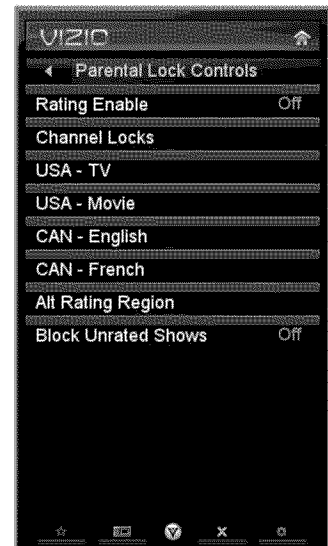 VIZIO
Parental Lock Controls
Rating Enable Off
Channel Locks
USA - TV
USA - Movie
CAN - English
CAN - French
Alt Rating Region
Block Unrated Shows Off